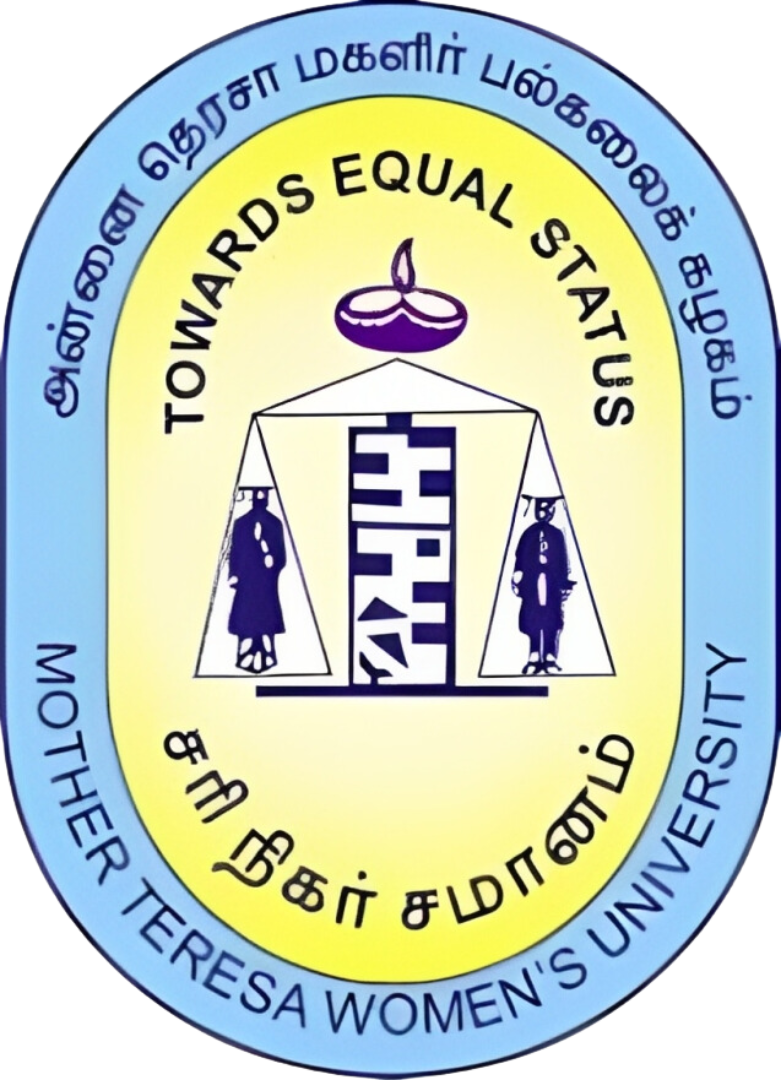 அன்னை தெரசா மகளிர் பல்கலைக் கழகம்
TOWARDS EQUAL STATUS
சரி நிகர் சமானம்
MOTHER TERESA WOMEN'S UNIVERSITY